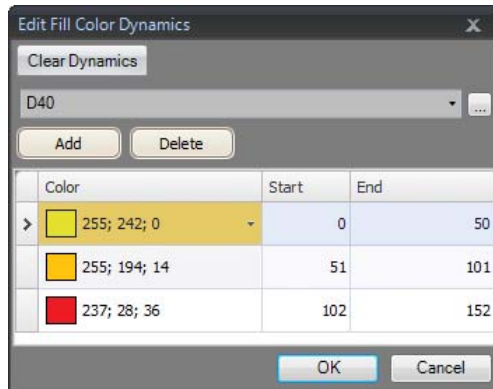 Edit Fill Color Dynamics
Clear Dynamics
D40
...
Add Delete
Color Start End
255; 242; 0 0 50
255; 194; 14 51 101
237; 28; 36 102 152
OK Cancel